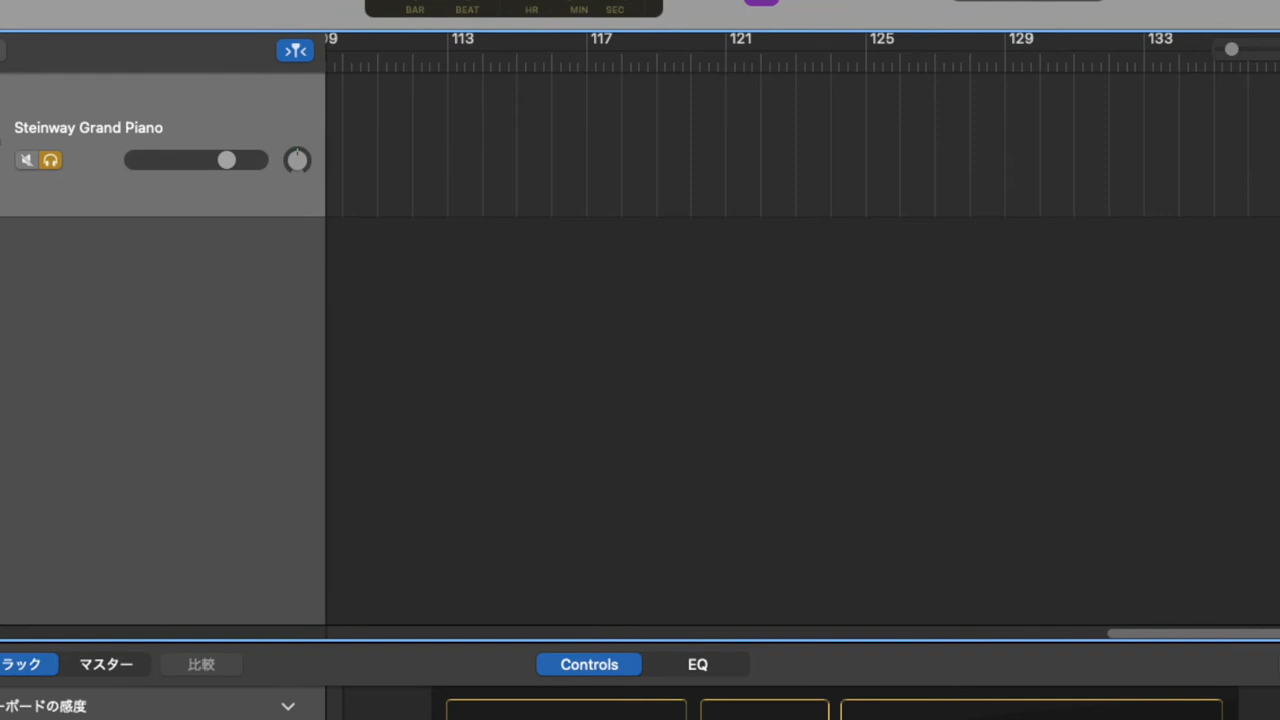 BAR BEAT HR MIN SEC
09 113 117 121 125 129 133
Steinway Grand Piano
ラック マスター 比較 Controls EQ
ーボードの感度